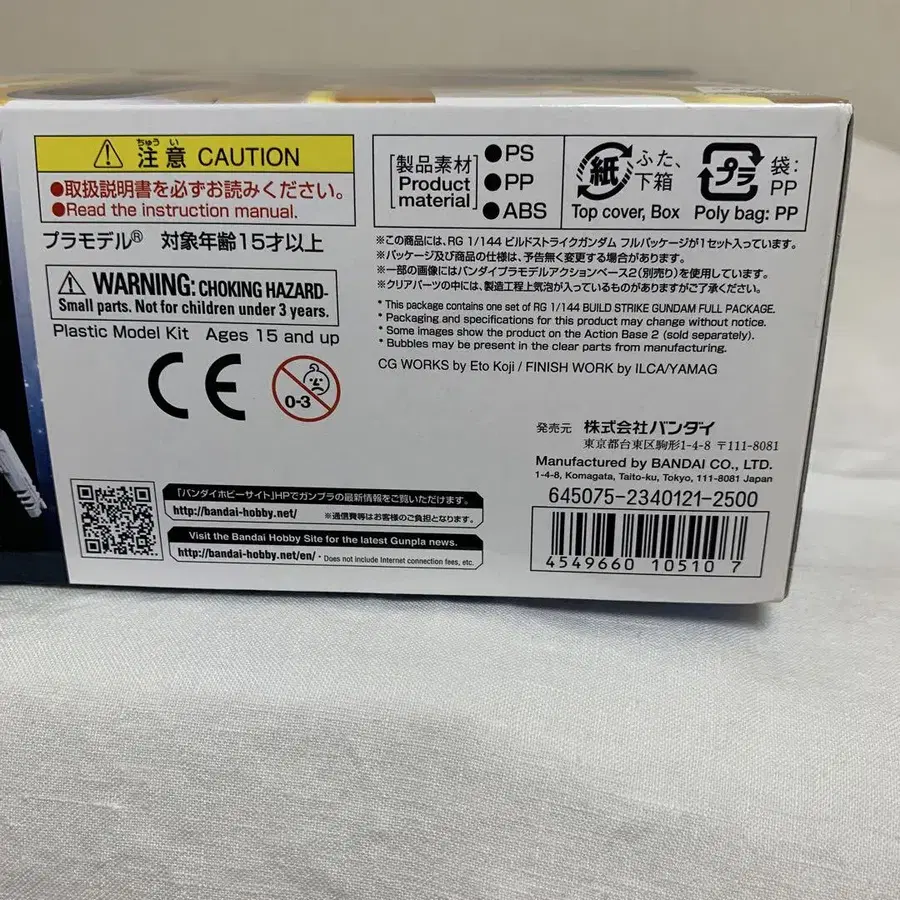 ちゅう い
注意 CAUTION
●取扱説明書を必ずお読みください。
●Read the instruction manual.
プラモデル® 対象年齢15才以上
WARNING: CHOKING HAZARD-
Small parts. Not for children under 3 years.
Plastic Model Kit Ages 15 and up
CE
0-3
[製品素材]
Product material
●PS
●PP
●ABS
紙
ふた、
下箱
Top cover, Box
プラ
袋:
PP
Poly bag: PP
※この商品には、RG 1/144 ビルドストライクガンダム フルパッケージが1セット入っています。
※パッケージ及び商品の仕様は、予告無く変更する場合があります。
※一部の画像にはバンダイプラモデルアクションベース2(別売り)を使用しています。
※クリアパーツの中には、製造工程上気泡が入っているものがありますがご了承ください。
* This package contains one set of RG 1/144 BUILD STRIKE GUNDAM FULL PACKAGE.
* Packaging and specifications for this product may change without notice.
* Some images show the product on the Action Base 2 (sold separately).
* Bubbles may be present in the clear parts from manufacturing.
CG WORKS by Eto Koji / FINISH WORK by ILCA/YAMAG
発売元 株式会社バンダイ
東京都台東区駒形1-4-8 〒111-8081
Manufactured by BANDAI CO., LTD.
1-4-8, Komagata, Taito-ku, Tokyo, 111-8081 Japan
645075-2340121-2500
4549660 105107
「バンダイホビーサイト」HPでガンプラの最新情報をご覧いただけます。
http://bandai-hobby.net/ ※通信費等はお客様のご負担となります。
Visit the Bandai Hobby Site for the latest Gunpla news.
http://bandai-hobby.net/en/ · Does not include Internet connection fees, etc.